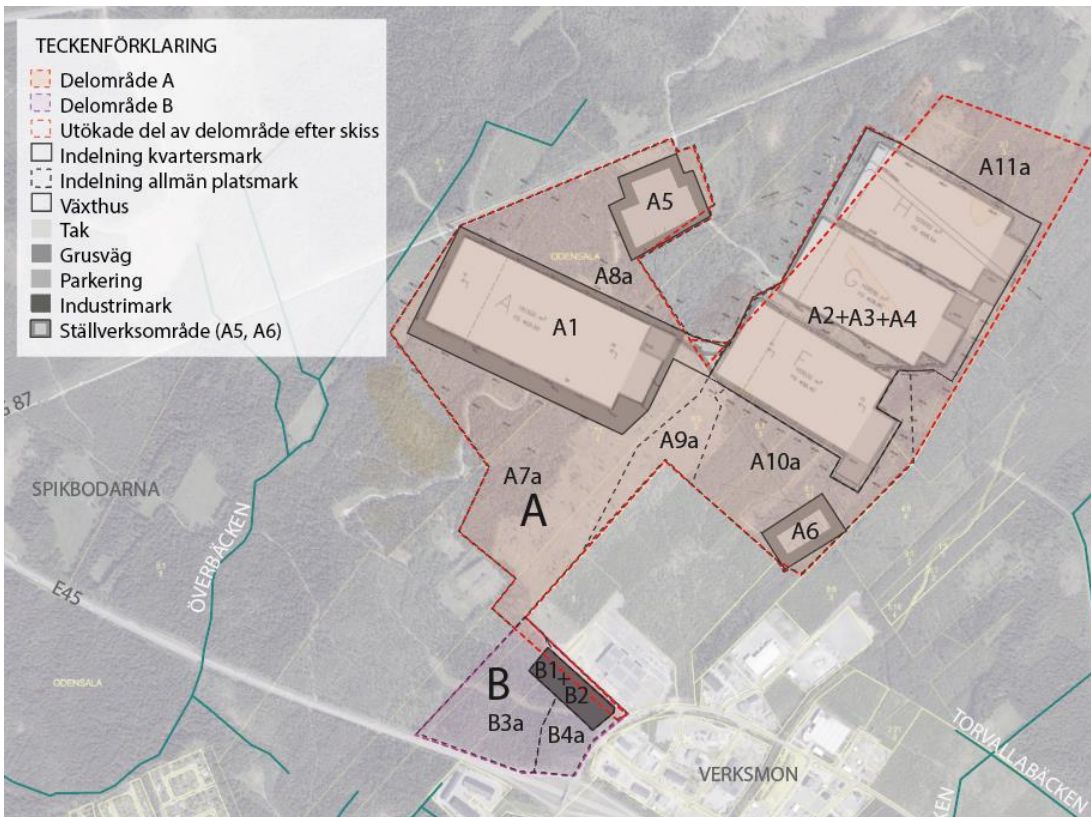 TECKENFÖRKLARING
Delområde A
Delområde B
Utökade del av delområde efter skiss
Indelning kvartersmark
Indelning allmän platsmark
Växthus
Tak
Grusväg
Parkering
Industrimark
Ställverksområde (A5, A6)
A11a
A5
H
ODENSALA
A8a
G
A
A1
A2+A3+A4
87
A9a
A10a
A7a
SPIKBODARNA
A
A6
ÖVERBÄCKEN
E45
B1+
B2
B
ODENSALA
B3a
B4a
TORVALLABÄCKEN
VERKSMON
KEN